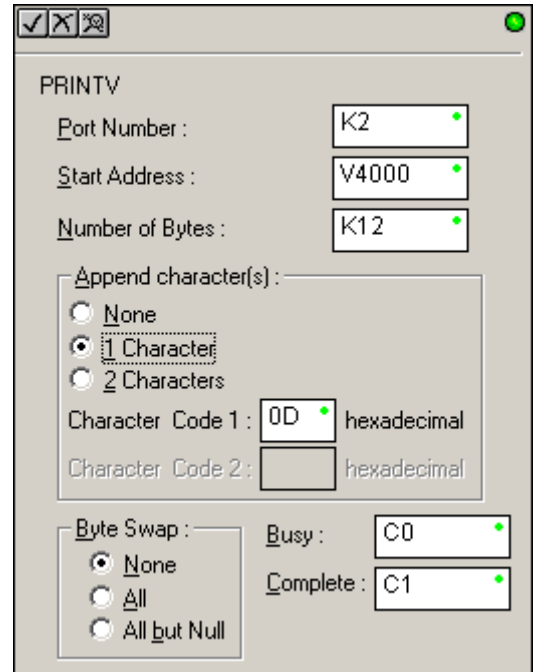 PRINTV
Port Number : K2
Start Address : V4000
Number of Bytes : K12
Append character(s) :
None
1 Character
2 Characters
Character Code 1 : 0D hexadecimal
Character Code 2 : hexadecimal
Byte Swap :
None
All
All but Null
Busy : C0
Complete : C1